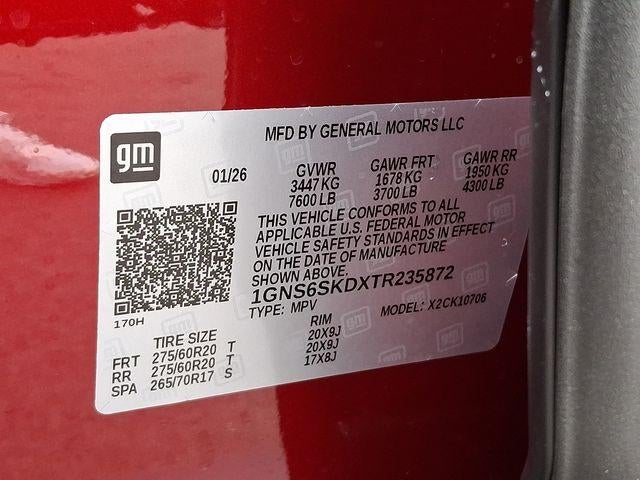 MFD BY GENERAL MOTORS LLC
gm
01/26
GVWR GAWR FRT GAWR RR
3447 KG 1678 KG 1950 KG
7600 LB 3700 LB 4300 LB
THIS VEHICLE CONFORMS TO ALL
APPLICABLE U.S. FEDERAL MOTOR
VEHICLE SAFETY STANDARDS IN EFFECT
ON THE DATE OF MANUFACTURE
SHOWN ABOVE.
1GNS6SKDXTR235872
TYPE: MPV MODEL: X2CK10706
170H
TIRE SIZE RIM
FRT 275/60R20 T 20X9J
RR 275/60R20 T 20X9J
SPA 265/70R17 S 17X8J